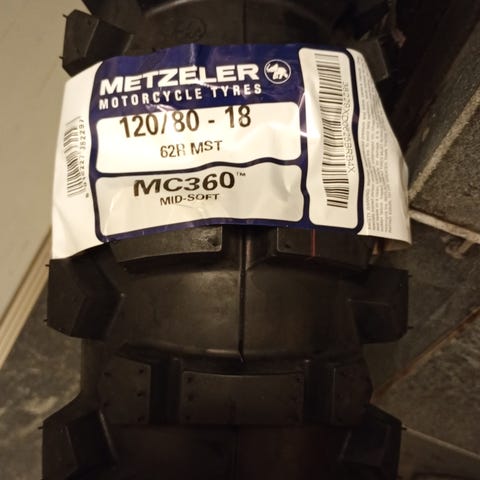 METZELER
MOTORCYCLE TYRES
120/80 - 18
62R MST
MC360™
MID-SOFT